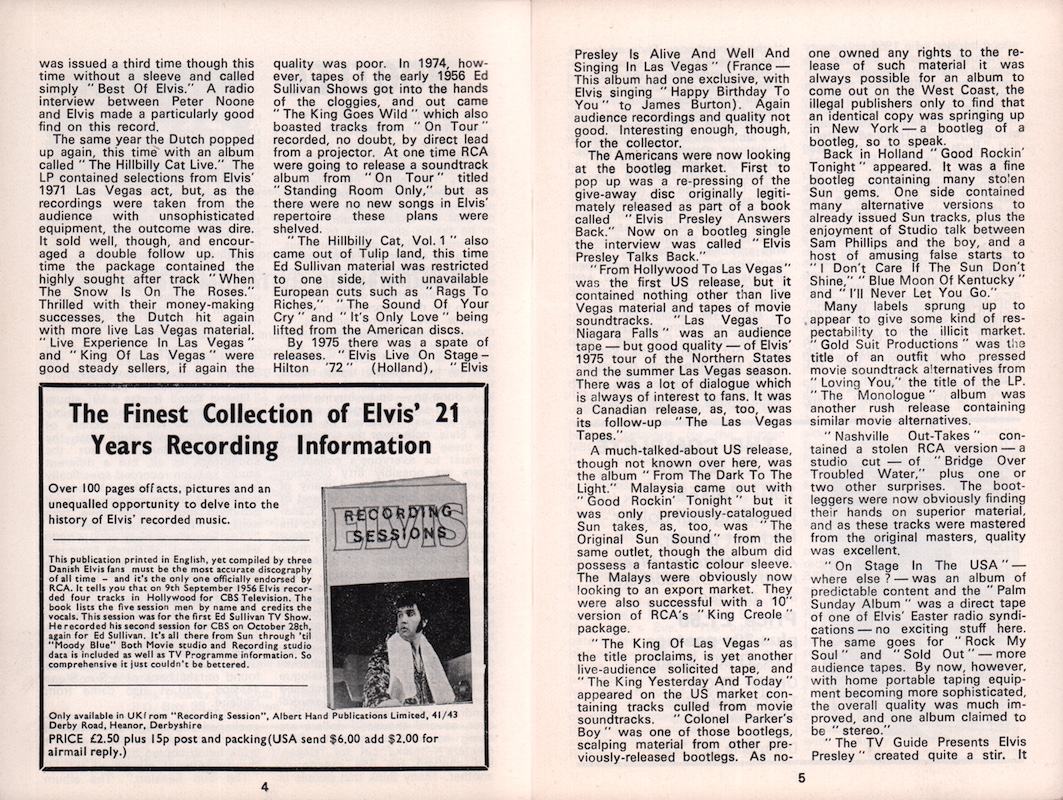 was issued a third time though this
time without a sleeve and called
simply "Best Of Elvis." A radio
interview between Peter Noone
and Elvis made a particularly good
find on this record.
The same year the Dutch popped
up again, this time with an album
called "The Hillbilly Cat Live." The
LP contained selections from Elvis'
1971 Las Vegas act, but, as the
recordings were taken from the
audience with unsophisticated
equipment, the outcome was dire.
It sold well, though, and encour-
aged a double follow up. This
time the package contained the
highly sought after track "When
The Snow Is On The Roses."
Thrilled with their money-making
successes, the Dutch hit again
with more live Las Vegas material.
"Live Experience In Las Vegas"
and "King Of Las Vegas" were
good steady sellers, if again the
quality was poor. In 1974, how-
ever, tapes of the early 1956 Ed
Sullivan Shows got into the hands
of the cloggies, and out came
"The King Goes Wild" which also
boasted tracks from "On Tour"
recorded, no doubt, by direct lead
from a projector. At one time RCA
were going to release a soundtrack
album from "On Tour" titled
"Standing Room Only," but as
there were no new songs in Elvis'
repertoire these plans were
shelved.
"The Hillbilly Cat, Vol. 1" also
came out of Tulip land, this time
Ed Sullivan material was restricted
to one side, with unavailable
European cuts such as "Rags To
Riches," "The Sound Of Your
Cry" and "It's Only Love" being
lifted from the American discs.
By 1975 there was a spate of
releases. "Elvis Live On Stage –
Hilton '72" (Holland), "Elvis
The Finest Collection of Elvis' 21
Years Recording Information
Over 100 pages off acts, pictures and an
unequalled opportunity to delve into the
history of Elvis' recorded music.
This publication printed in English, yet compiled by three
Danish Elvis fans must be the most accurate discography
of all time – and it's the only one officially endorsed by
RCA. It tells you that on 9th September 1956 Elvis recor-
ded four tracks in Hollywood for CBS Television. The
book lists the five session men by name and credits the
vocals. This session was for the first Ed Sullivan TV Show.
He recorded his second session for CBS on October 28th,
again for Ed Sullivan. It's all there from Sun through 'til
"Moody Blue" Both Movie studio and Recording studio
data is included as well as TV Programme information. So
comprehensive it just couldn't be bettered.
ELVIS
RECORDING
SESSIONS
Only available in UK from "Recording Session", Albert Hand Publications Limited, 41/43
Derby Road, Heanor, Derbyshire
PRICE £2.50 plus 15p post and packing (USA send $6.00 add $2.00 for
airmail reply.)
4
Presley Is Alive And Well And
Singing In Las Vegas" (France —
This album had one exclusive, with
Elvis singing "Happy Birthday To
You" to James Burton). Again
audience recordings and quality not
good. Interesting enough, though,
for the collector.
The Americans were now looking
at the bootleg market. First to
pop up was a re-pressing of the
give-away disc originally legiti-
mately released as part of a book
called "Elvis Presley Answers
Back." Now on a bootleg single
the interview was called "Elvis
Presley Talks Back."
"From Hollywood To Las Vegas"
was the first US release, but it
contained nothing other than live
Vegas material and tapes of movie
soundtracks. "Las Vegas To
Niagara Falls" was an audience
tape — but good quality — of Elvis'
1975 tour of the Northern States
and the summer Las Vegas season.
There was a lot of dialogue which
is always of interest to fans. It was
a Canadian release, as, too, was
its follow-up "The Las Vegas
Tapes."
A much-talked-about US release,
though not known over here, was
the album "From The Dark To The
Light." Malaysia came out with
"Good Rockin' Tonight" but it
was only previously-catalogued
Sun takes, as, too, was "The
Original Sun Sound" from the
same outlet, though the album did
possess a fantastic colour sleeve.
The Malays were obviously now
looking to an export market. They
were also successful with a 10"
version of RCA's "King Creole"
package.
"The King Of Las Vegas" as
the title proclaims, is yet another
live-audience solicited tape, and
"The King Yesterday And Today"
appeared on the US market con-
taining tracks culled from movie
soundtracks. "Colonel Parker's
Boy" was one of those bootlegs,
scalping material from other pre-
viously-released bootlegs. As no-
one owned any rights to the re-
lease of such material it was
always possible for an album to
come out on the West Coast, the
illegal publishers only to find that
an identical copy was springing up
in New York — a bootleg of a
bootleg, so to speak.
Back in Holland "Good Rockin'
Tonight" appeared. It was a fine
bootleg containing many stolen
Sun gems. One side contained
many alternative versions to
already issued Sun tracks, plus the
enjoyment of Studio talk between
Sam Phillips and the boy, and a
host of amusing false starts to
"I Don't Care If The Sun Don't
Shine," "Blue Moon Of Kentucky"
and "I'll Never Let You Go."
Many labels sprung up to
appear to give some kind of res-
pectability to the illicit market.
"Gold Suit Productions" was the
title of an outfit who pressed
movie soundtrack alternatives from
"Loving You," the title of the LP.
"The Monologue" album was
another rush release containing
similar movie alternatives.
"Nashville Out-Takes" con-
tained a stolen RCA version — a
studio cut — of "Bridge Over
Troubled Water," plus one or
two other surprises. The boot-
leggers were now obviously finding
their hands on superior material,
and as these tracks were mastered
from the original masters, quality
was excellent.
"On Stage In The USA" —
where else? — was an album of
predictable content and the "Palm
Sunday Album" was a direct tape
of one of Elvis' Easter radio syndi-
cations — no exciting stuff here.
The same goes for "Rock My
Soul" and "Sold Out" — more
audience tapes. By now, however,
with home portable taping equip-
ment becoming more sophisticated,
the overall quality was much im-
proved, and one album claimed to
be "stereo."
"The TV Guide Presents Elvis
Presley" created quite a stir. It
5